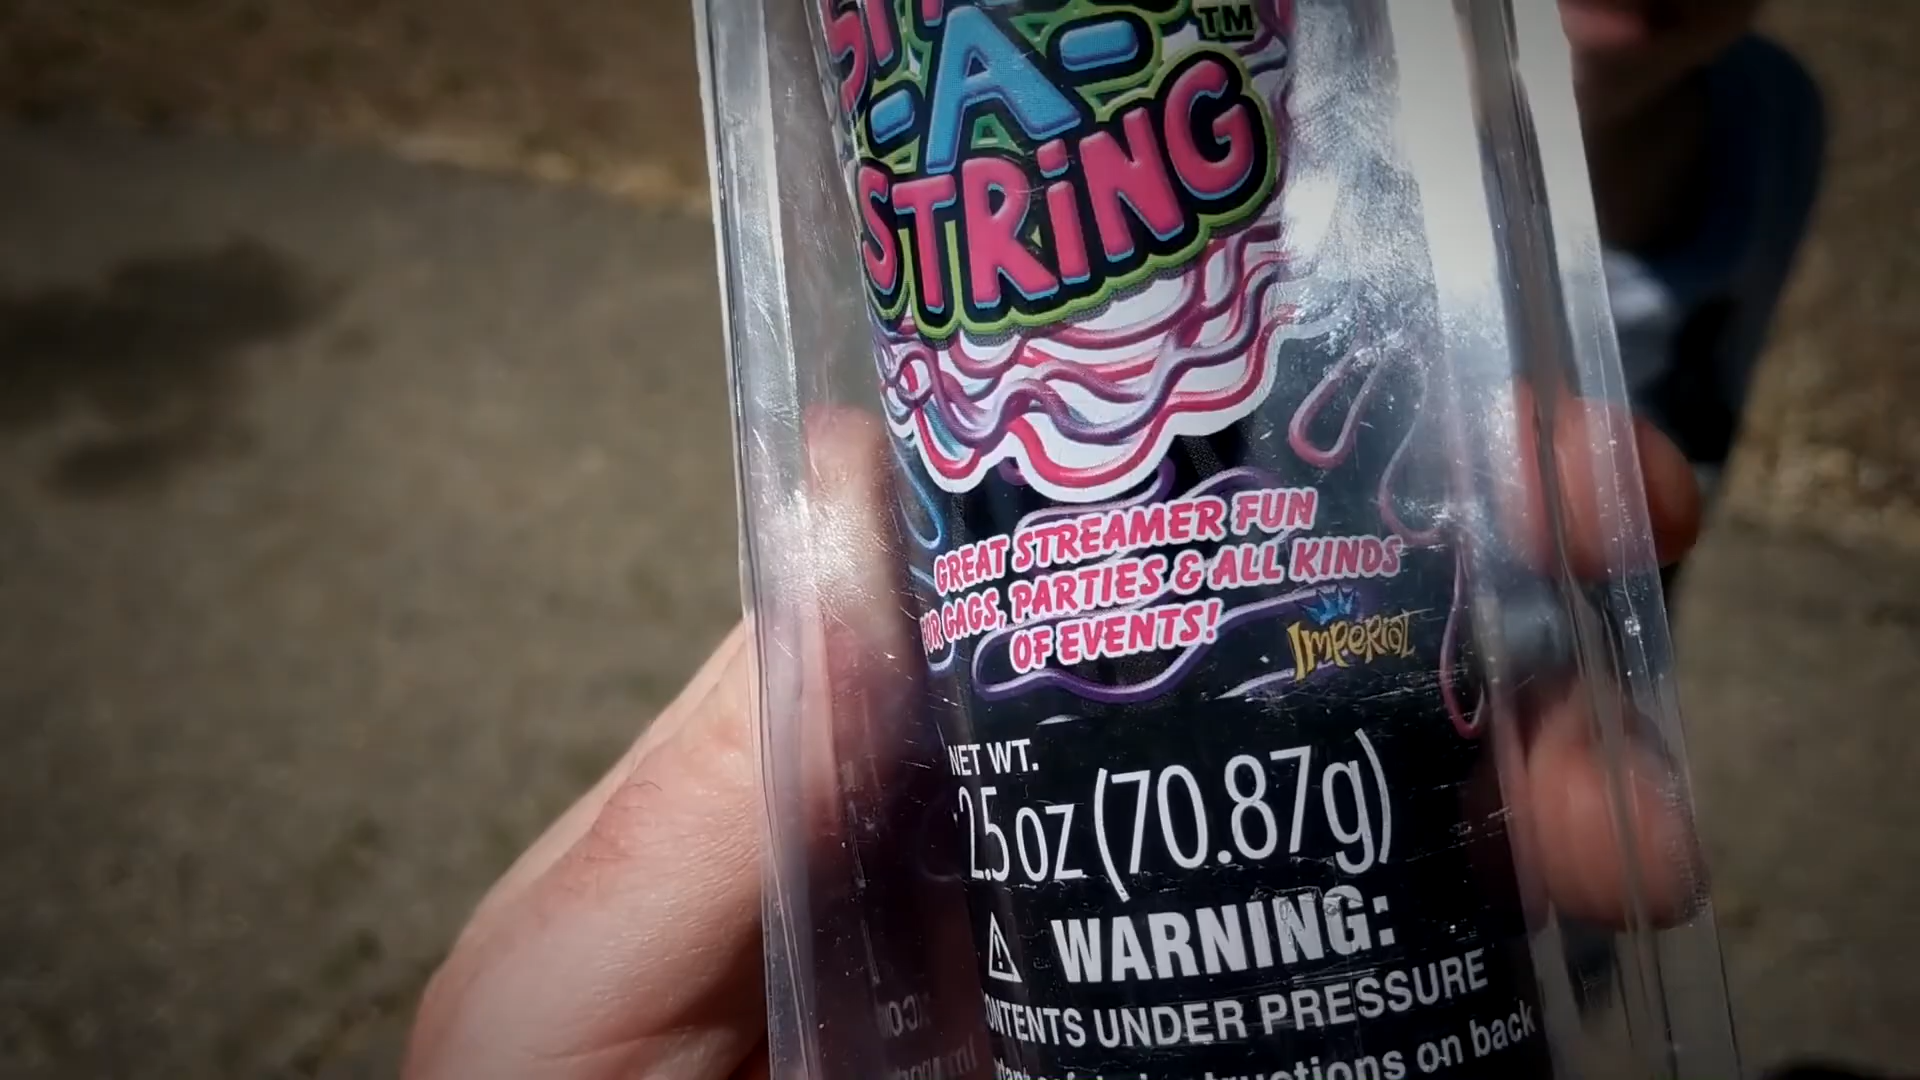 -A-
TM
STRiNG
GREAT STREAMER FUN
FOR GAGS, PARTIES & ALL KINDS
OF EVENTS!
IMPERIAL
NET WT.
2.5 oz (70.87g)
WARNING:
CONTENTS UNDER PRESSURE
instructions on back